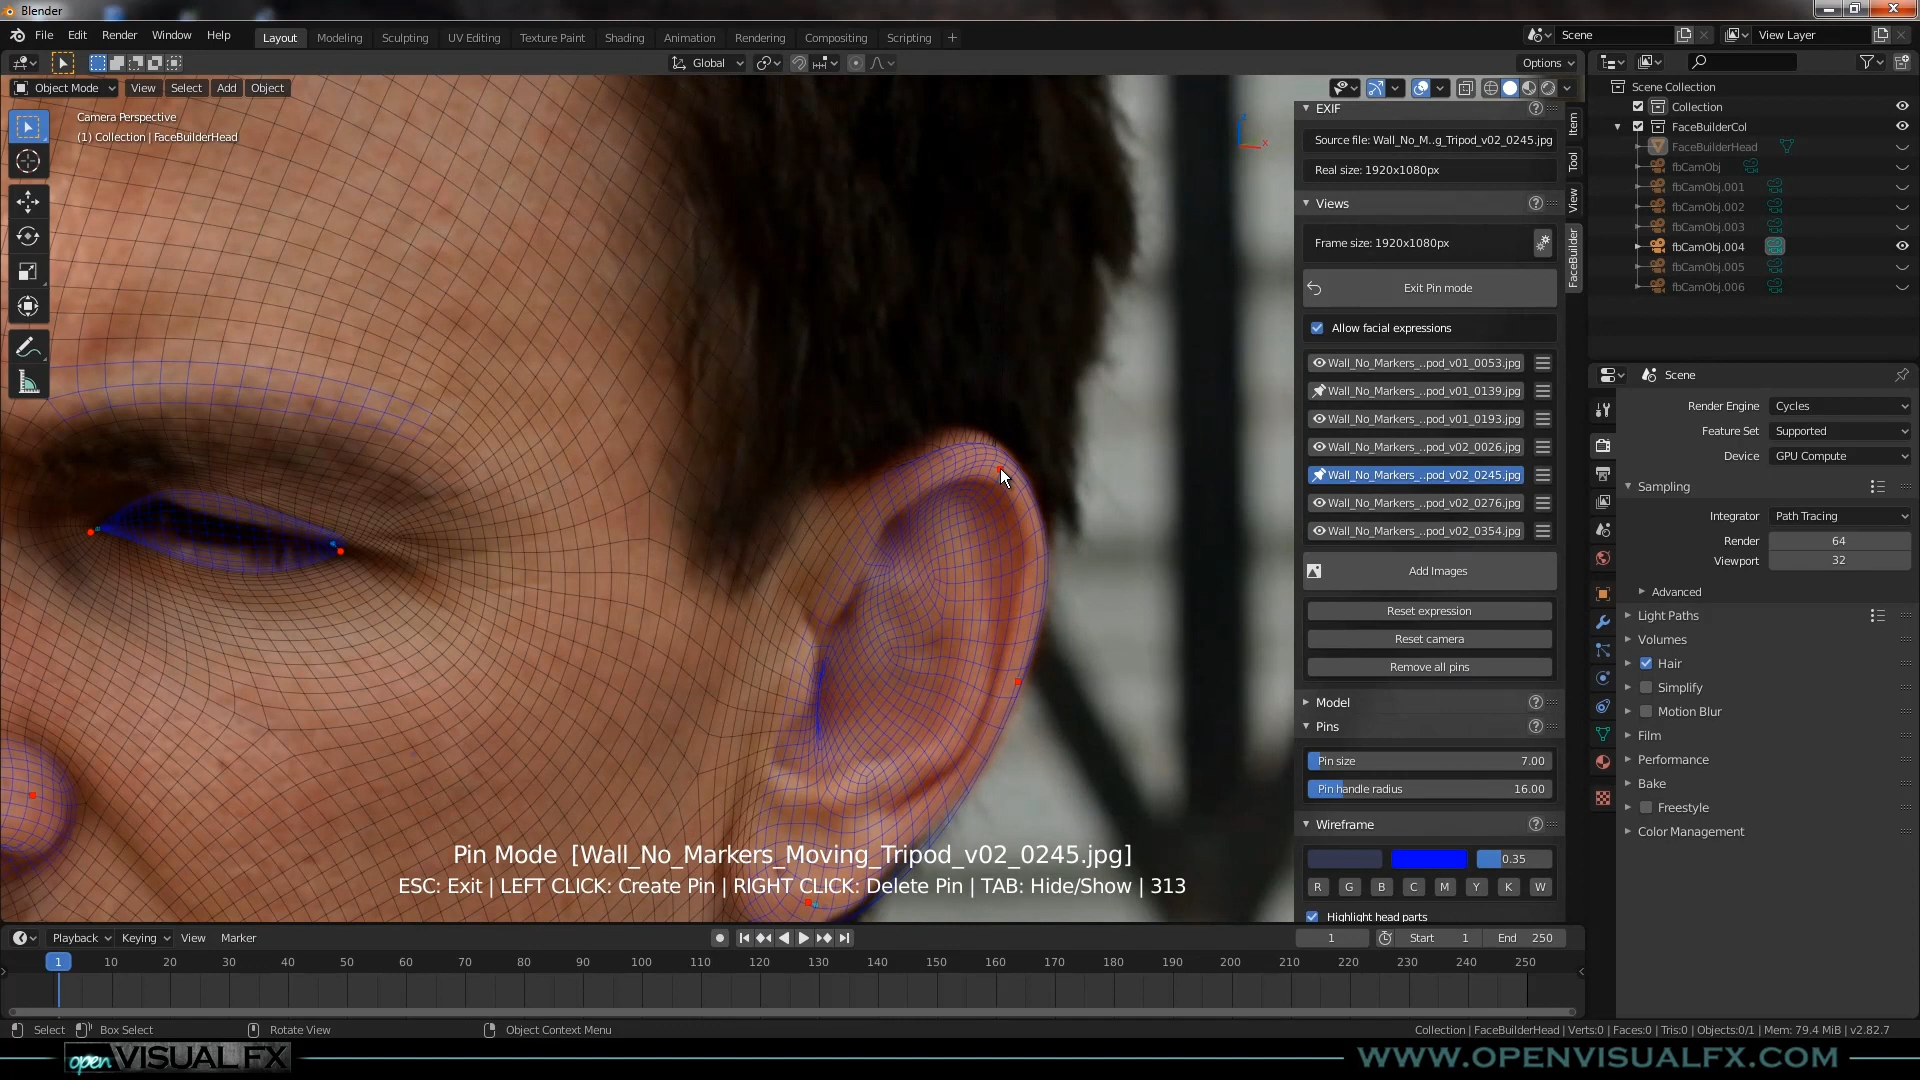 Blender
File Edit Render Window Help
Layout Modeling Sculpting UV Editing Texture Paint Shading Animation Rendering Compositing Scripting +
Scene
View Layer
Global
Options
Object Mode View Select Add Object
Camera Perspective
(1) Collection | FaceBuilderHead
X
EXIF
Source file: Wall_No_M..g_Tripod_v02_0245.jpg
Real size: 1920x1080px
Views
Frame size: 1920x1080px
Exit Pin mode
Allow facial expressions
Wall_No_Markers_..pod_v01_0053.jpg
Wall_No_Markers_..pod_v01_0139.jpg
Wall_No_Markers_..pod_v01_0193.jpg
Wall_No_Markers_..pod_v02_0026.jpg
Wall_No_Markers_..pod_v02_0245.jpg
Wall_No_Markers_..pod_v02_0276.jpg
Wall_No_Markers_..pod_v02_0354.jpg
Add Images
Reset expression
Reset camera
Remove all pins
Model
Pins
Pin size 7.00
Pin handle radius 16.00
Wireframe
0.35
R G B C M Y K W
Highlight head parts
Item
Tool
View
FaceBuilder
Scene Collection
Collection
FaceBuilderCol
FaceBuilderHead
fbCamObj
fbCamObj.001
fbCamObj.002
fbCamObj.003
fbCamObj.004
fbCamObj.005
fbCamObj.006
Scene
Render Engine Cycles
Feature Set Supported
Device GPU Compute
Sampling
Integrator Path Tracing
Render 64
Viewport 32
Advanced
Light Paths
Volumes
Hair
Simplify
Motion Blur
Film
Performance
Bake
Freestyle
Color Management
Pin Mode [Wall_No_Markers_Moving_Tripod_v02_0245.jpg]
ESC: Exit | LEFT CLICK: Create Pin | RIGHT CLICK: Delete Pin | TAB: Hide/Show | 313
Playback Keying View Marker
1 Start 1 End 250
1 10 20 30 40 50 60 70 80 90 100 110 120 130 140 150 160 170 180 190 200 210 220 230 240 250
Select Box Select Rotate View Object Context Menu
Collection | FaceBuilderHead | Verts:0 | Faces:0 | Tris:0 | Objects:0/1 | Mem: 79.4 MiB | v2.82.7
open VISUALFX
WWW.OPENVISUALFX.COM